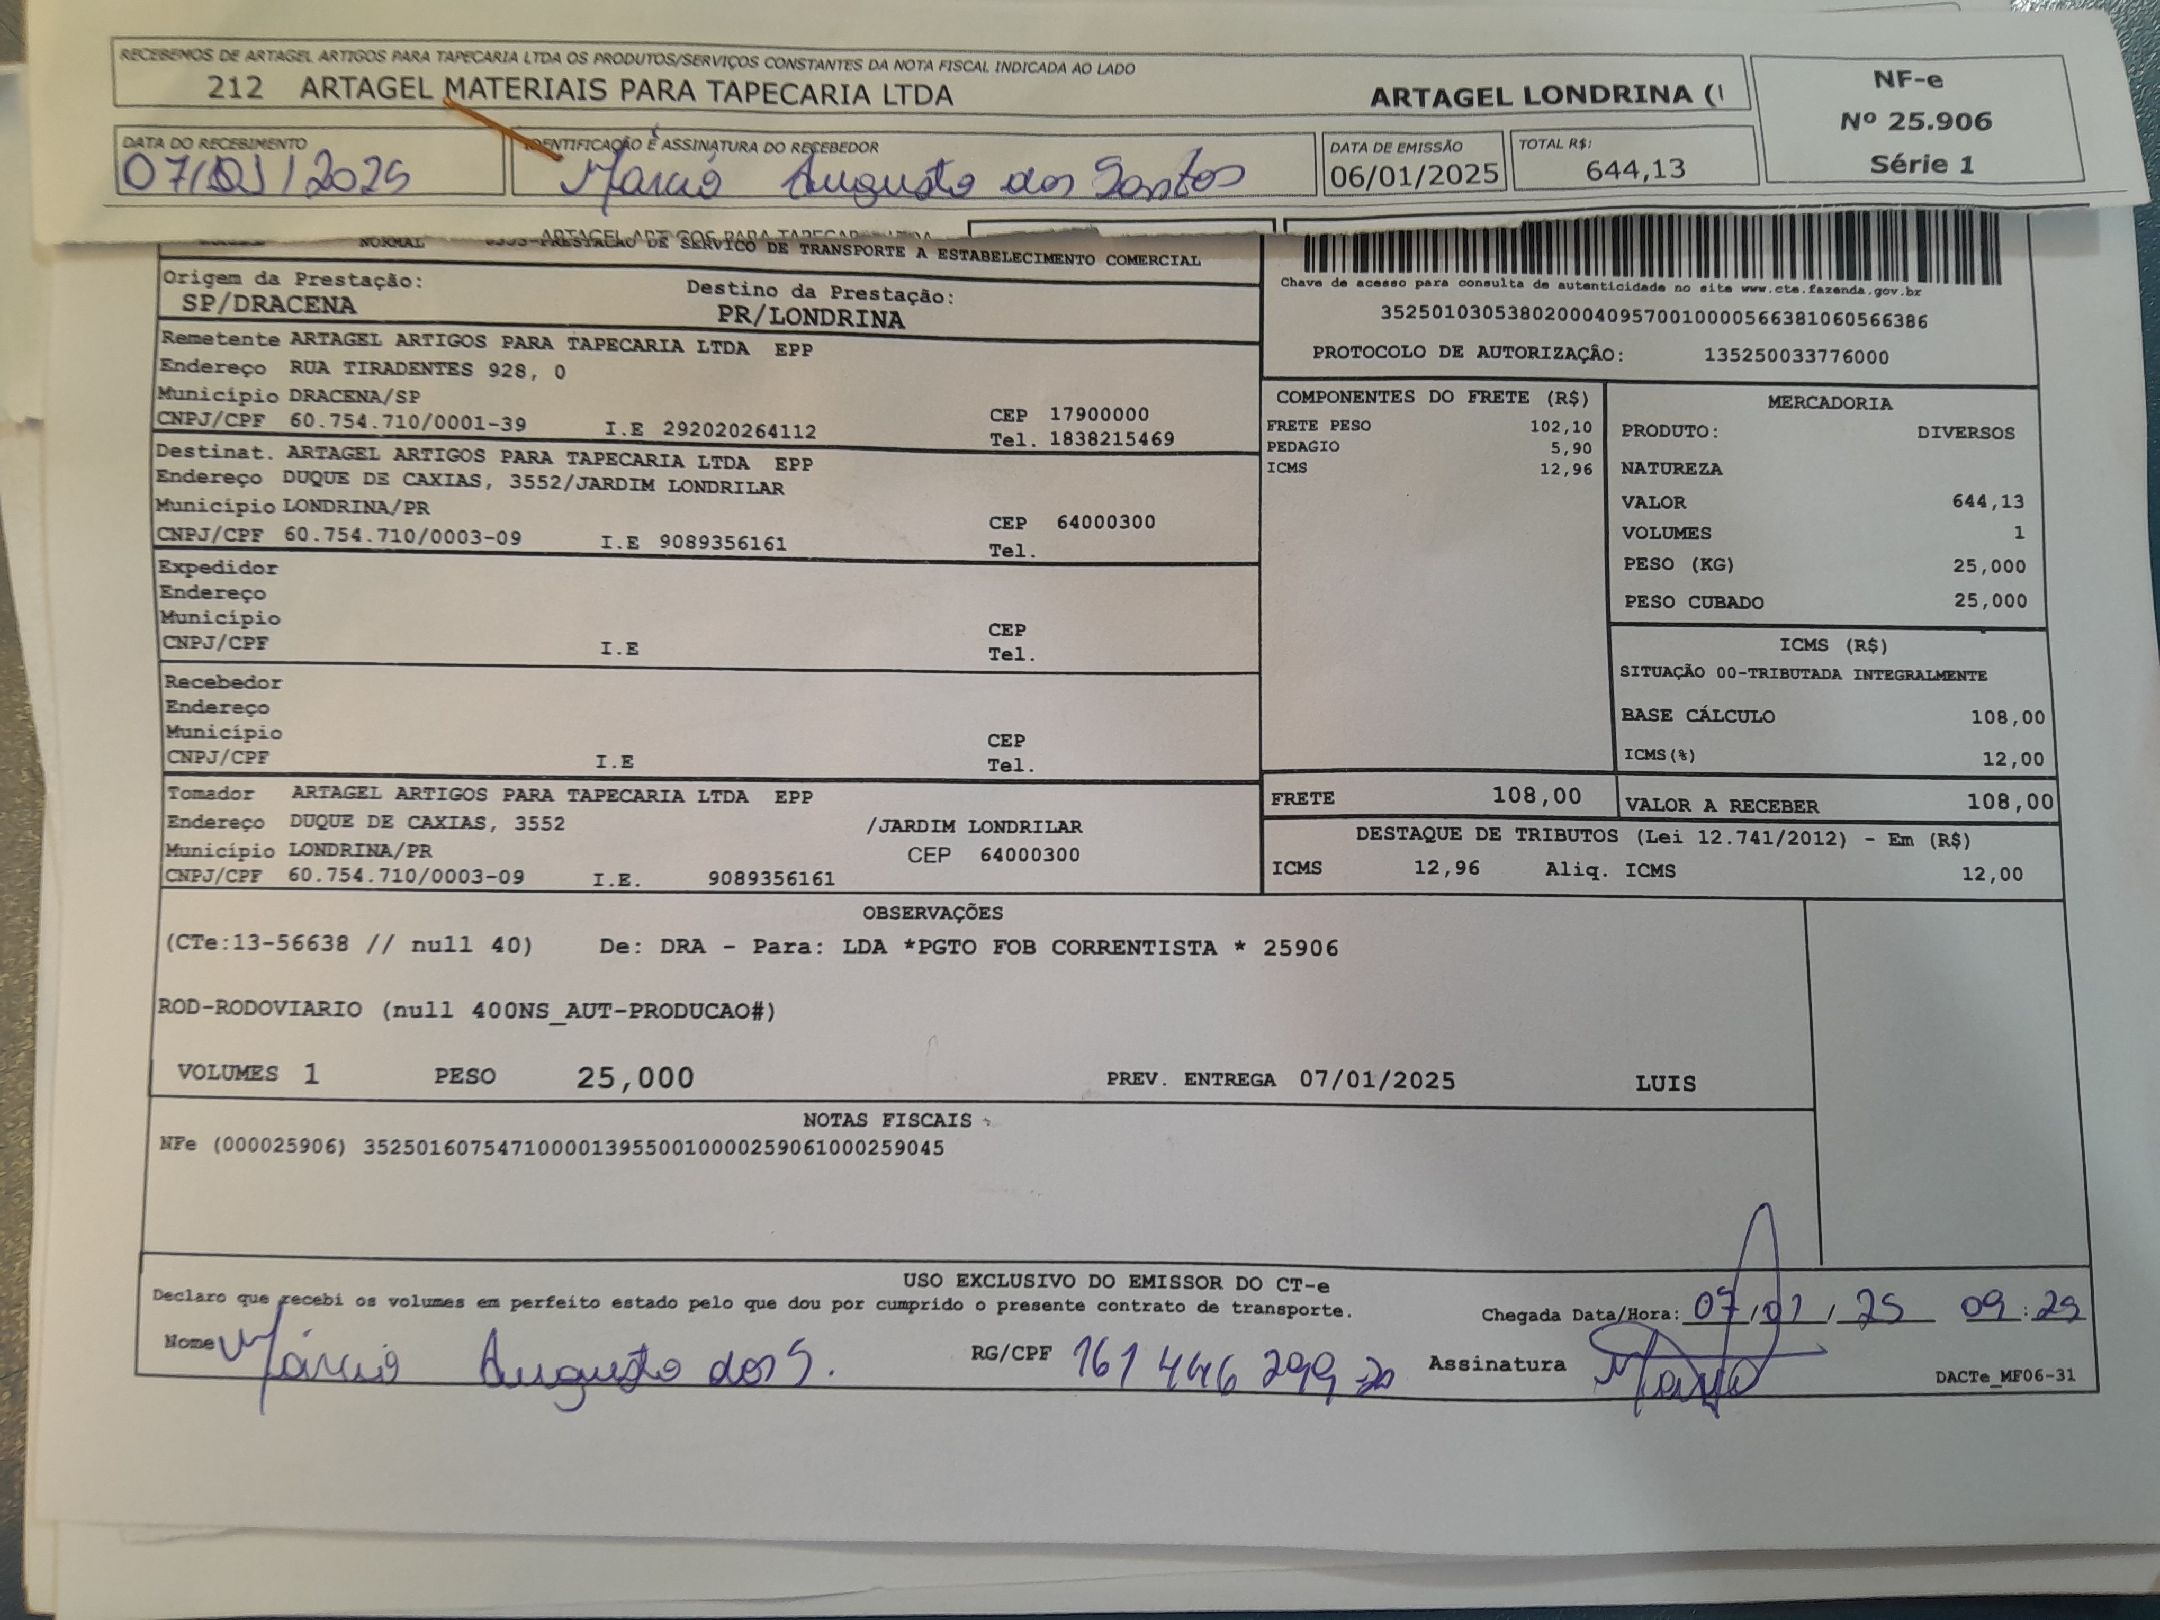 RECEBEMOS DE ARTAGEL ARTIGOS PARA TAPECARIA LTDA OS PRODUTOS/SERVIÇOS CONSTANTES DA NOTA FISCAL INDICADA AO LADO
212 ARTAGEL MATERIAIS PARA TAPECARIA LTDA ARTAGEL LONDRINA (
NF-e
Nº 25.906
Série 1
DATA DO RECEBIMENTO
07/01/2025
IDENTIFICAÇÃO E ASSINATURA DO RECEBEDOR
Márcio Augusto dos Santos
DATA DE EMISSÃO
06/01/2025
TOTAL R$:
644,13
ARTAGEL ARTIGOS PARA TAPECARIA LTDA
NORMAL PRESTACAO DE SERVICO DE TRANSPORTE A ESTABELECIMENTO COMERCIAL
Origem da Prestação:
SP/DRACENA
Destino da Prestação:
PR/LONDRINA
Chave de acesso para consulta de autenticidade no site www.cte.fazenda.gov.br
35250103053802000409570010000566381060566386
PROTOCOLO DE AUTORIZAÇÃO: 135250033776000
Remetente ARTAGEL ARTIGOS PARA TAPECARIA LTDA EPP
Endereço RUA TIRADENTES 928, 0
Município DRACENA/SP
CEP 17900000
CNPJ/CPF 60.754.710/0001-39 I.E 292020264112
Tel. 1838215469
Destinat. ARTAGEL ARTIGOS PARA TAPECARIA LTDA EPP
Endereço DUQUE DE CAXIAS, 3552/JARDIM LONDRILAR
Município LONDRINA/PR
CEP 64000300
CNPJ/CPF 60.754.710/0003-09 I.E 9089356161
Tel.
Expedidor
Endereço
Município
CEP
CNPJ/CPF I.E
Tel.
Recebedor
Endereço
Município
CEP
CNPJ/CPF I.E
Tel.
Tomador ARTAGEL ARTIGOS PARA TAPECARIA LTDA EPP
Endereço DUQUE DE CAXIAS, 3552 /JARDIM LONDRILAR
Município LONDRINA/PR CEP 64000300
CNPJ/CPF 60.754.710/0003-09 I.E. 9089356161
COMPONENTES DO FRETE (R$)
FRETE PESO 102,10
PEDAGIO 5,90
ICMS 12,96
MERCADORIA
PRODUTO: DIVERSOS
NATUREZA
VALOR 644,13
VOLUMES 1
PESO (KG) 25,000
PESO CUBADO 25,000
ICMS (R$)
SITUAÇÃO 00-TRIBUTADA INTEGRALMENTE
BASE CÁLCULO 108,00
ICMS(%) 12,00
FRETE 108,00 VALOR A RECEBER 108,00
DESTAQUE DE TRIBUTOS (Lei 12.741/2012) - Em (R$)
ICMS 12,96 Aliq. ICMS 12,00
OBSERVAÇÕES
(CTe:13-56638 // null 40) De: DRA - Para: LDA *PGTO FOB CORRENTISTA * 25906
ROD-RODOVIARIO (null 400NS_AUT-PRODUCAO#)
VOLUMES 1 PESO 25,000 PREV. ENTREGA 07/01/2025 LUIS
NOTAS FISCAIS
NFe (000025906) 35250160754710000139550010000259061000259045
USO EXCLUSIVO DO EMISSOR DO CT-e
Declaro que recebi os volumes em perfeito estado pelo que dou por cumprido o presente contrato de transporte.
Chegada Data/Hora: 07/01/25 09:29
Nome Márcio Augusto dos S. RG/CPF 161 446 299 20 Assinatura
DACTe_MF06-31